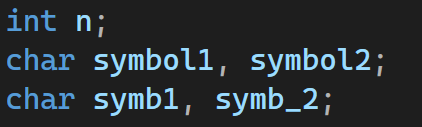 int n;
char symbol1, symbol2;
char symb1, symb_2;